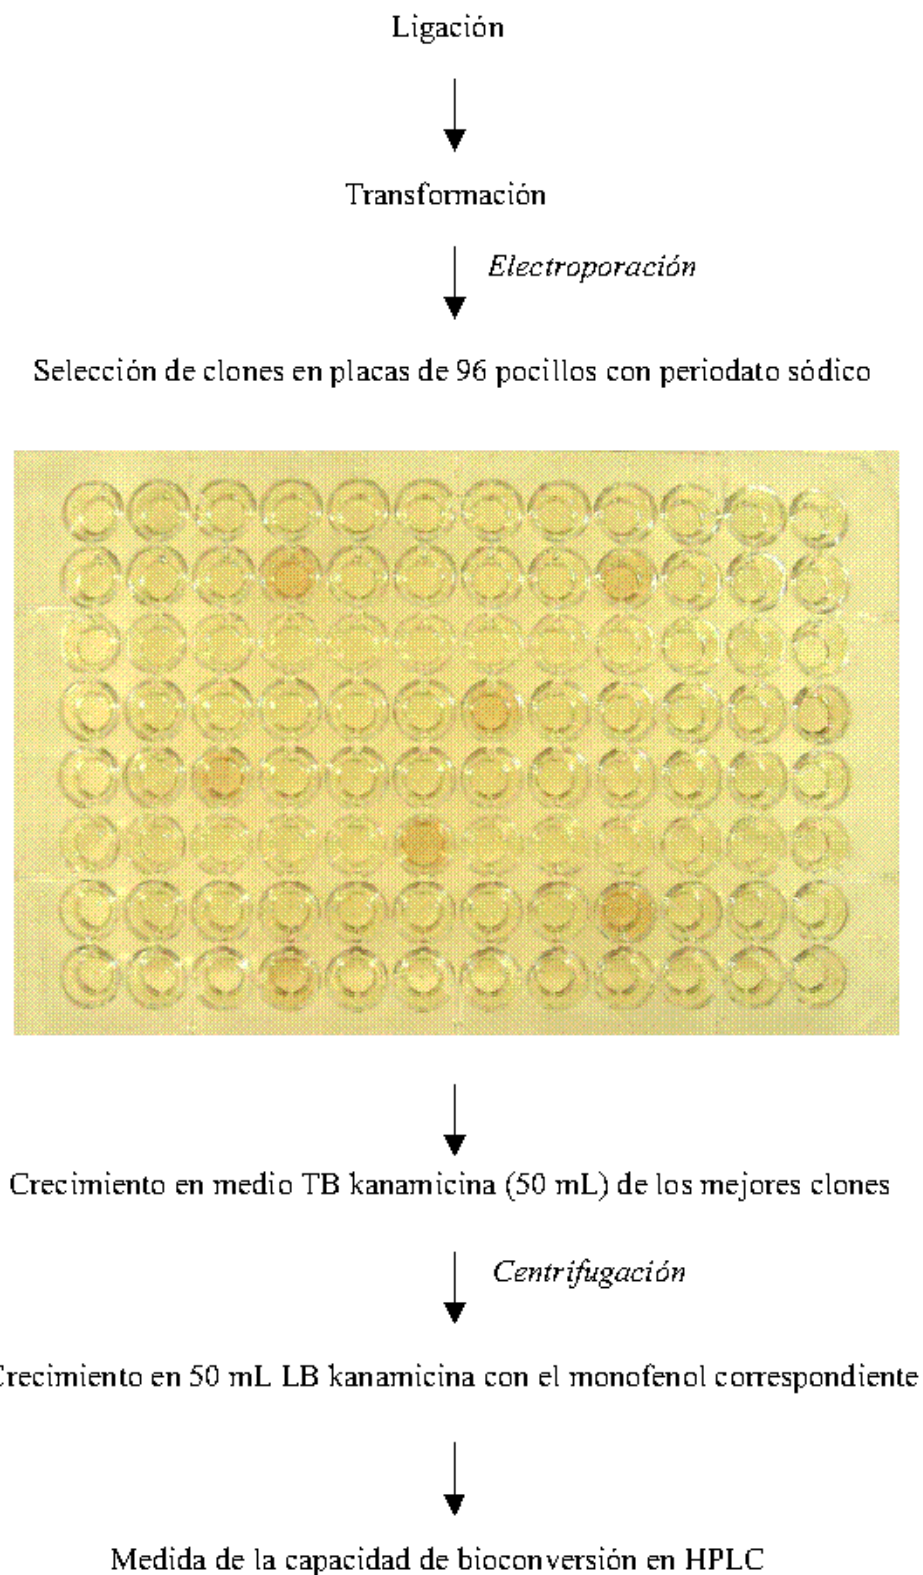 Ligación
Transformación
Electroporación
Selección de clones en placas de 96 pocillos con periodato sódico
Crecimiento en medio TB kanamicina (50 mL) de los mejores clones
Centrifugación
Crecimiento en 50 mL LB kanamicina con el monofenol correspondiente
Medida de la capacidad de bioconversión en HPLC